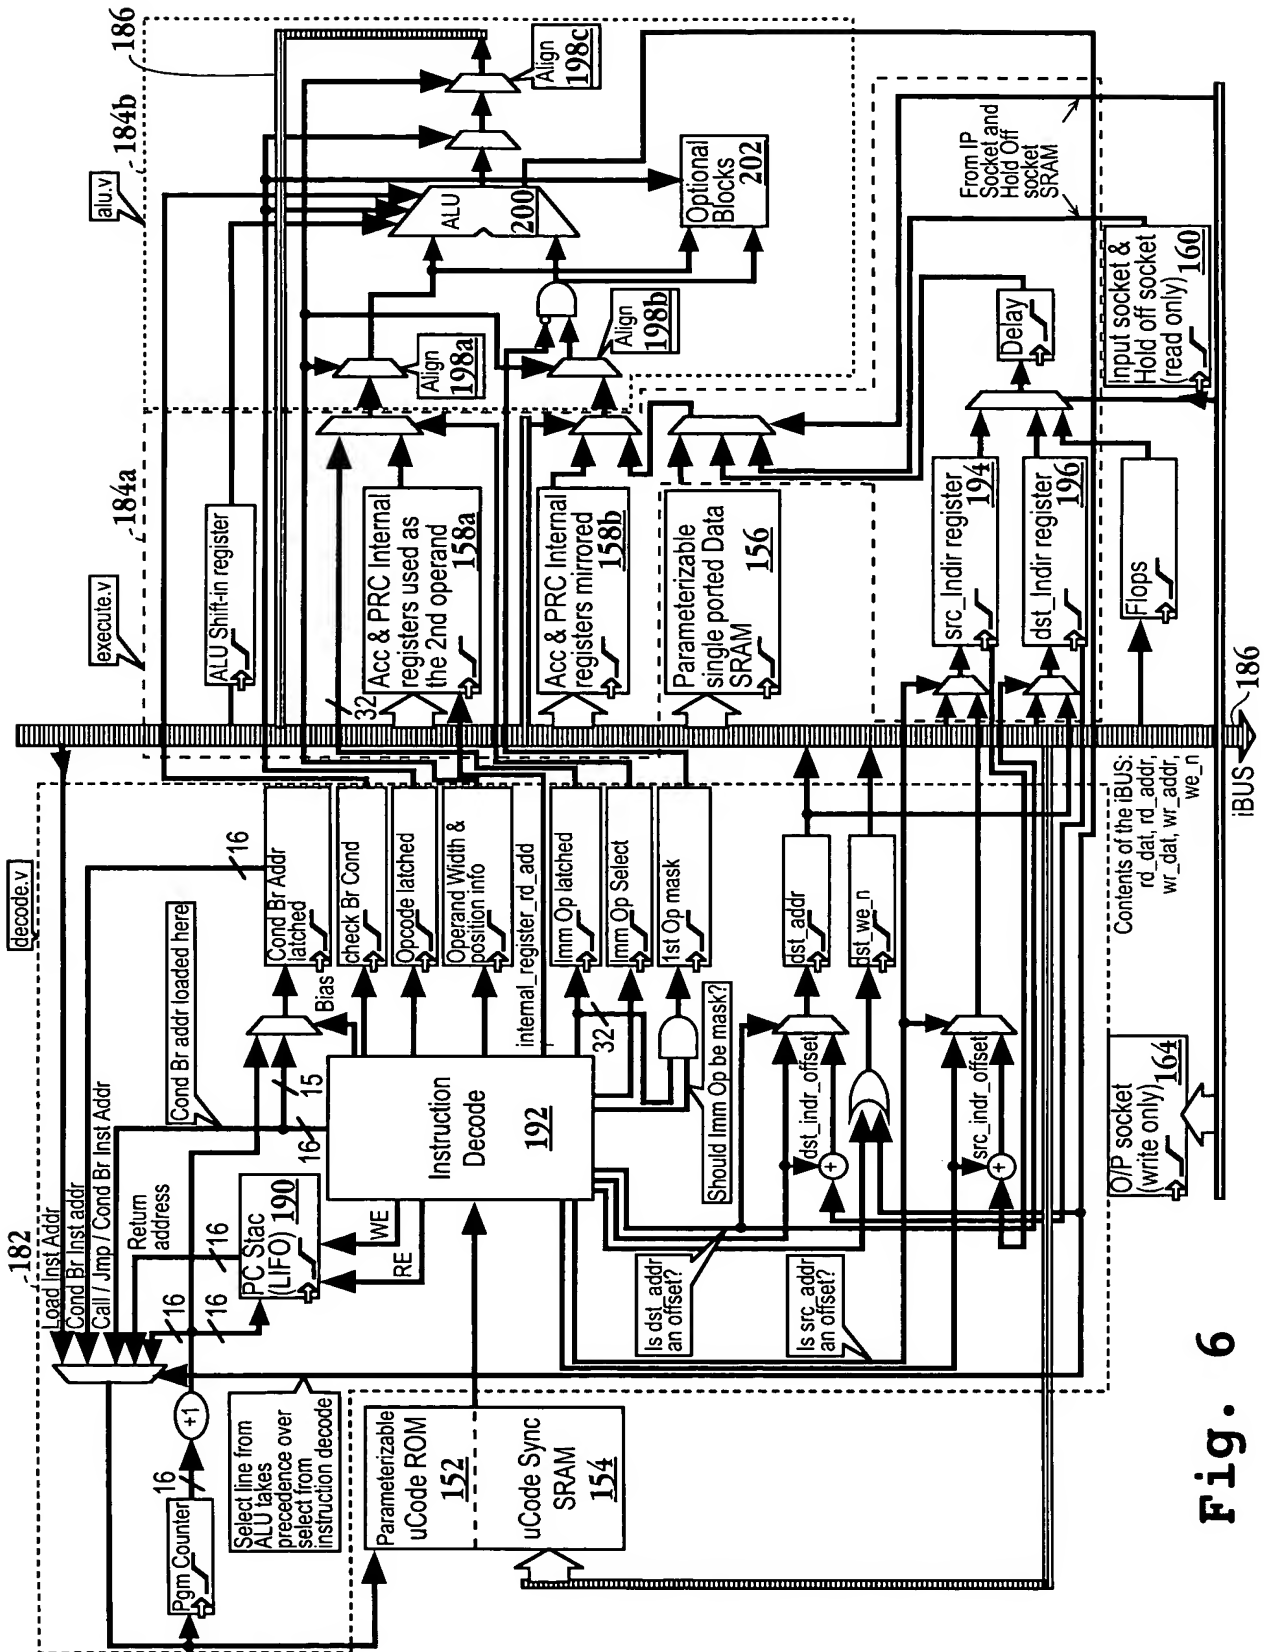 decode.v
182
Load Inst Addr
Cond Br Inst addr
Call / Jmp / Cond Br Inst Addr
Return
address
16
16
16
Pgm Counter
16
+1
Select line from
ALU takes
precedence over
select from
instruction decode
PC Stac
(LIFO) 190
WE
RE
Cond Br addr loaded here
16
15
16
Bias
Parameterizable
uCode ROM
152
uCode Sync
SRAM
154
Instruction
Decode
192
Cond Br Addr
latched
check Br Cond
Opcode latched
Operand Width &
position info
internal_register_rd_add
Imm Op latched
Imm Op Select
1st Op mask
32
Should Imm Op be mask?
dst_addr
dst_we_n
dst_indr_offset
+
src_indr_offset
+
Is dst_addr
an offset?
Is src_addr
an offset?
O/P socket
(write only) 164
Contents of the iBUS:
rd_dat, rd_addr,
wr_dat, wr_addr,
we_n
iBUS
186
execute.v
184a
ALU Shift-in register
32
Acc & PRC Internal
registers used as
the 2nd operand
158a
Acc & PRC Internal
registers mirrored
158b
Parameterizable
single ported Data
SRAM
156
src_Indir register
194
dst_Indir register
196
Flops
Delay
Input socket &
Hold off socket
(read only) 160
From IP
Socket and
Hold Off
socket
SRAM
alu.v
184b
186
Align
198a
Align
198b
Align
198c
ALU
200
Optional
Blocks
202
Fig. 6